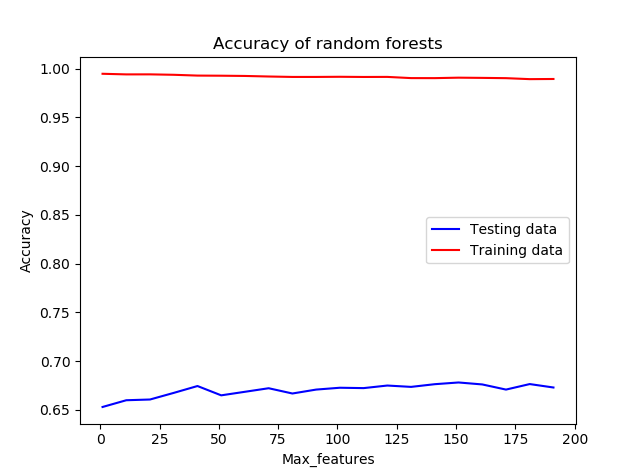 Accuracy of random forests
1.00
0.95
0.90
0.85
0.80
0.75
0.70
0.65
Accuracy
Testing data
Training data
0 25 50 75 100 125 150 175 200
Max_features